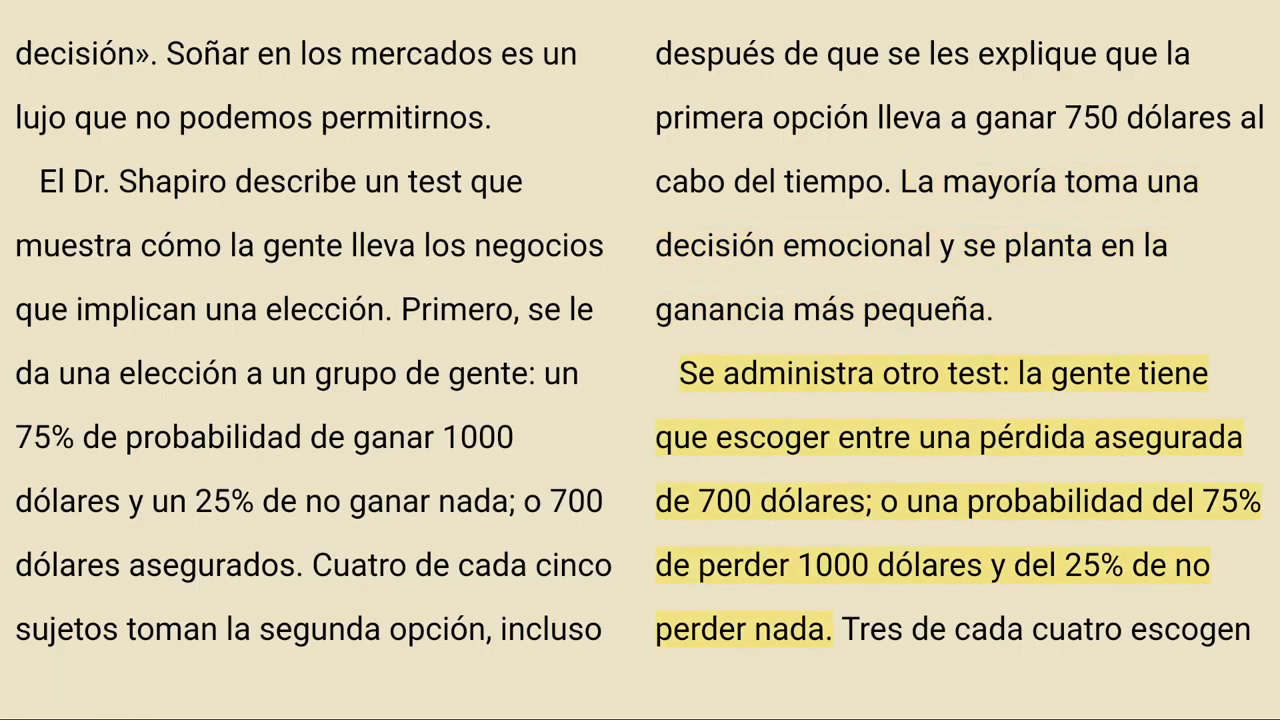 decisión». Soñar en los mercados es un
lujo que no podemos permitirnos.
El Dr. Shapiro describe un test que
muestra cómo la gente lleva los negocios
que implican una elección. Primero, se le
da una elección a un grupo de gente: un
75% de probabilidad de ganar 1000
dólares y un 25% de no ganar nada; o 700
dólares asegurados. Cuatro de cada cinco
sujetos toman la segunda opción, incluso
después de que se les explique que la
primera opción lleva a ganar 750 dólares al
cabo del tiempo. La mayoría toma una
decisión emocional y se planta en la
ganancia más pequeña.
Se administra otro test: la gente tiene
que escoger entre una pérdida asegurada
de 700 dólares; o una probabilidad del 75%
de perder 1000 dólares y del 25% de no
perder nada. Tres de cada cuatro escogen